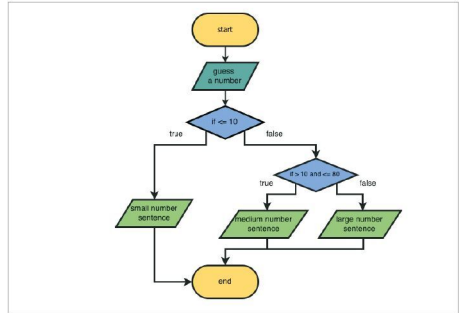 start
guess
a number
if <= 10
true
false
if > 10 and <= 60
true
false
small number
sentence
medium number
sentence
large number
sentence
end